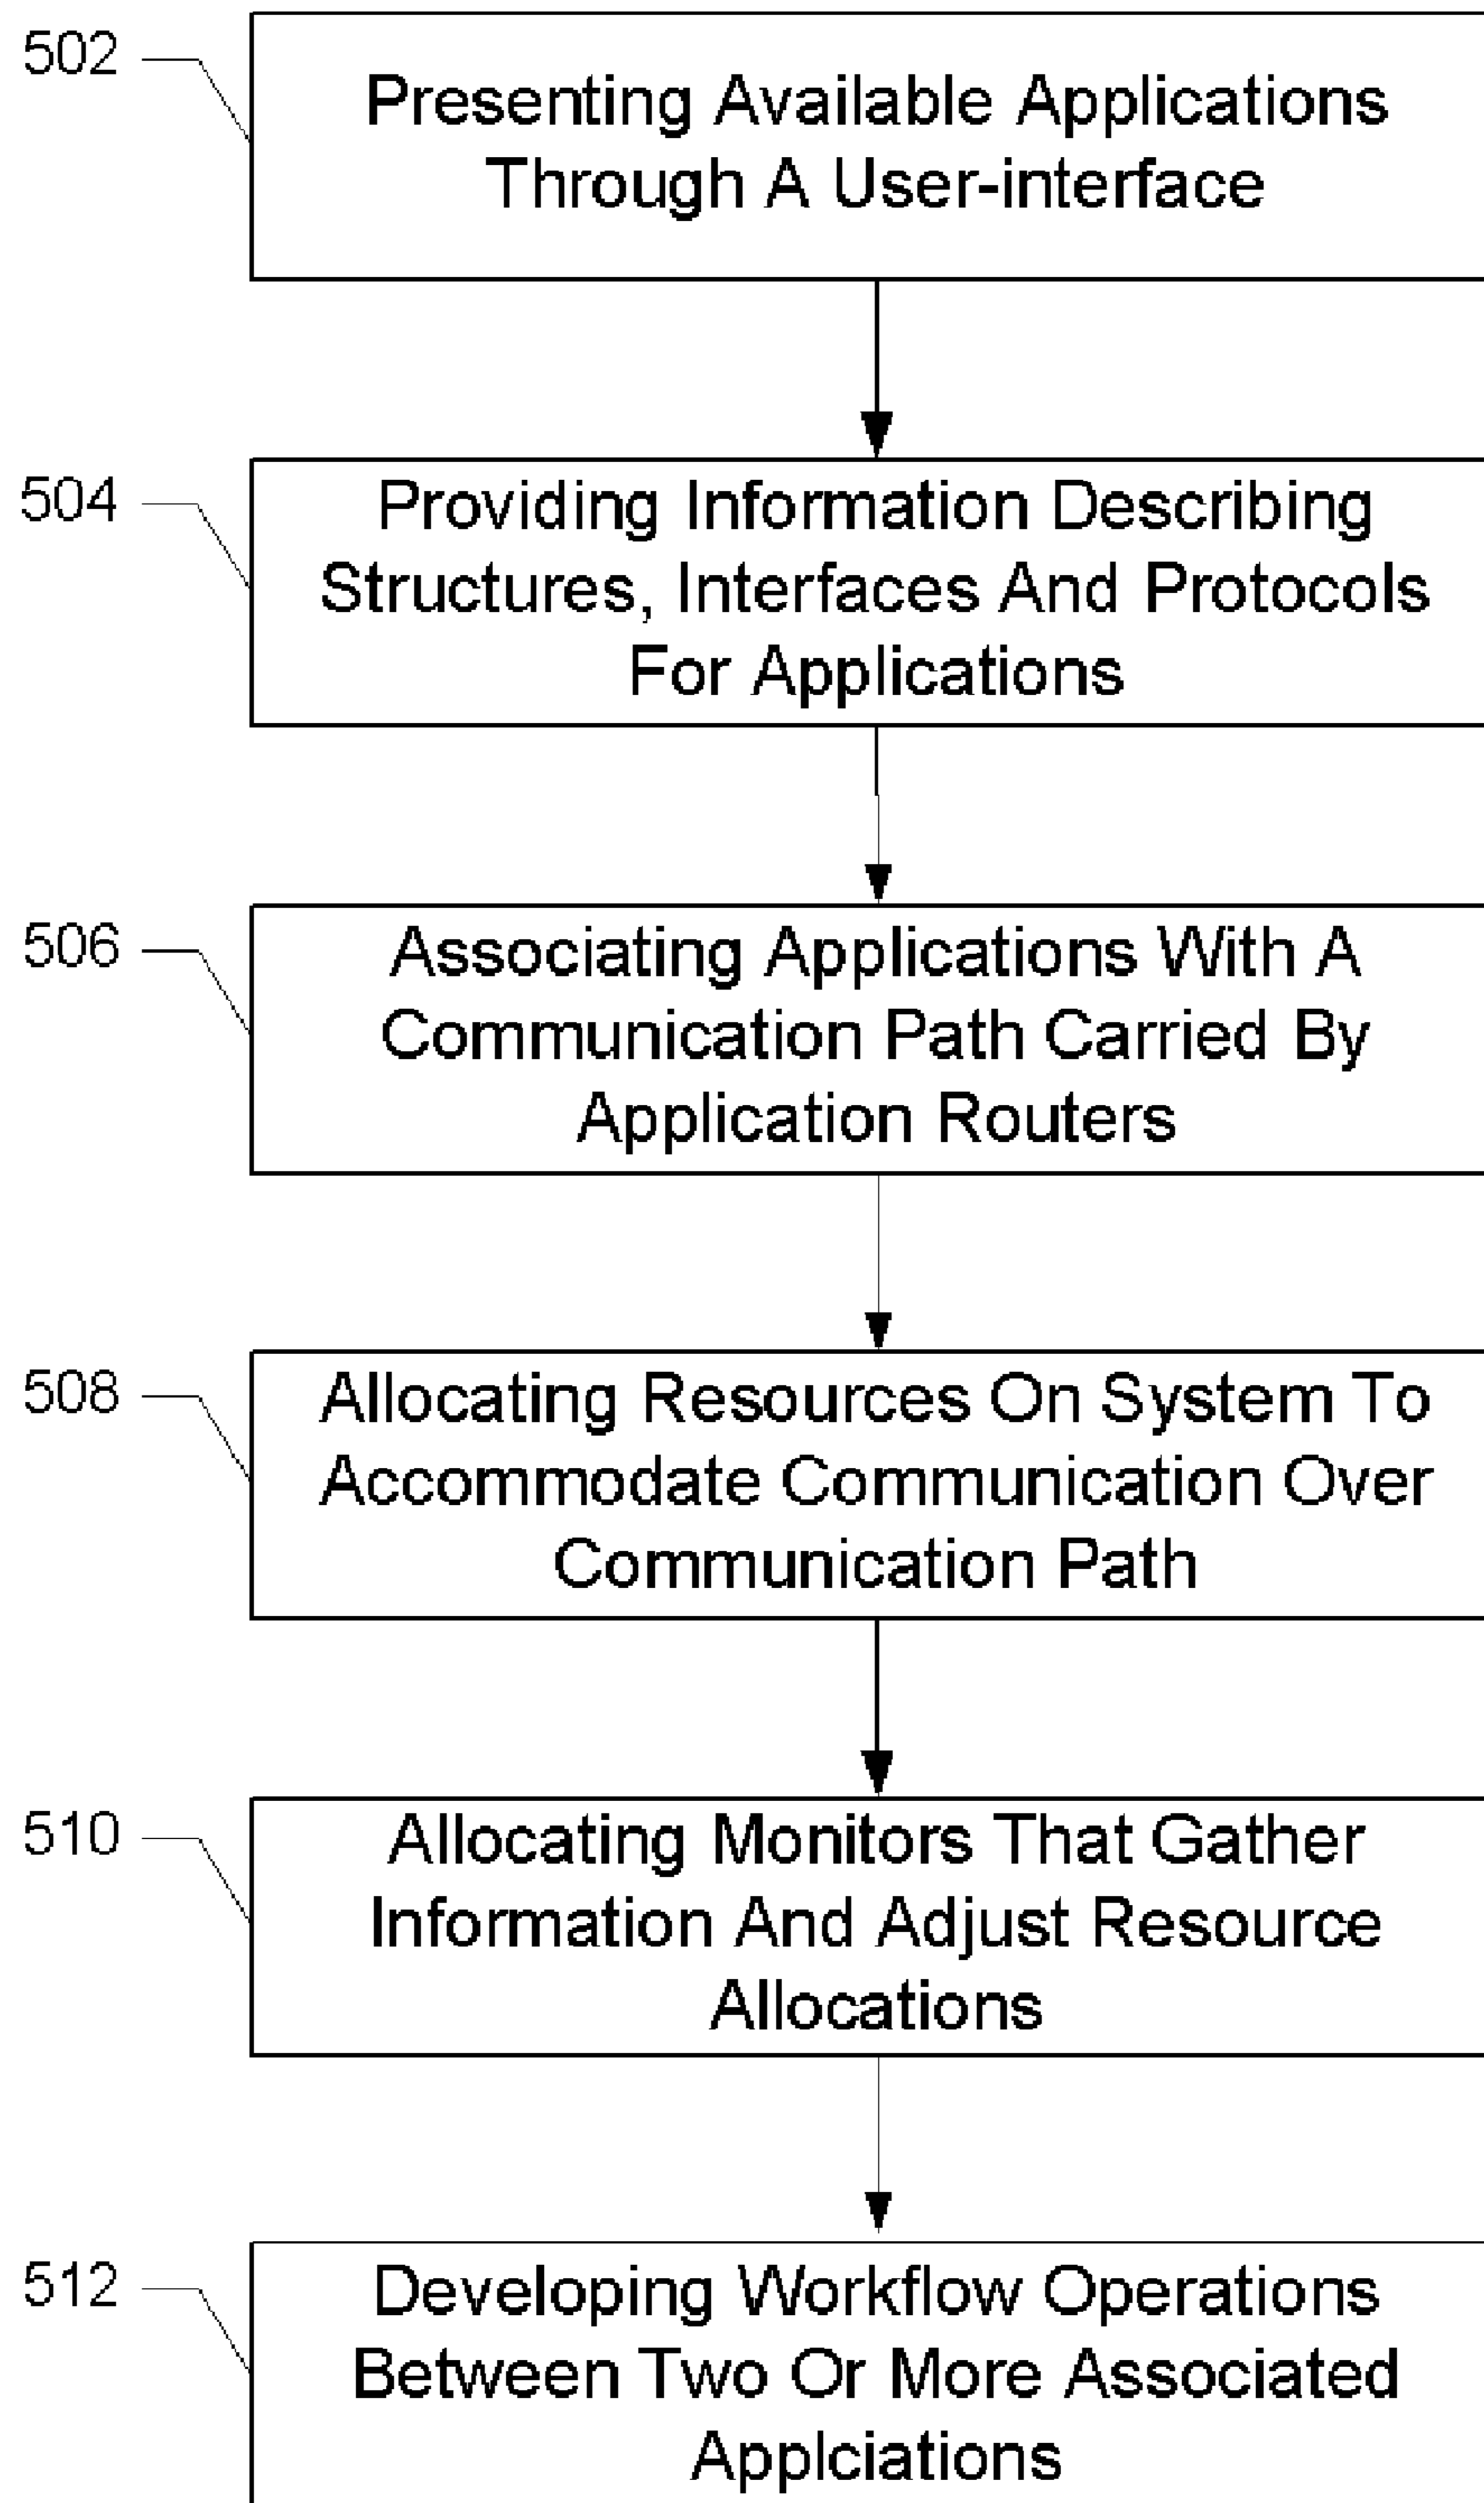 502
Presenting Available Applications
Through A User-interface
504
Providing Information Describing
Structures, Interfaces And Protocols
For Applications
506
Associating Applications With A
Communication Path Carried By
Application Routers
508
Allocating Resources On System To
Accommodate Communication Over
Communication Path
510
Allocating Monitors That Gather
Information And Adjust Resource
Allocations
512
Developing Workflow Operations
Between Two Or More Associated
Applciations